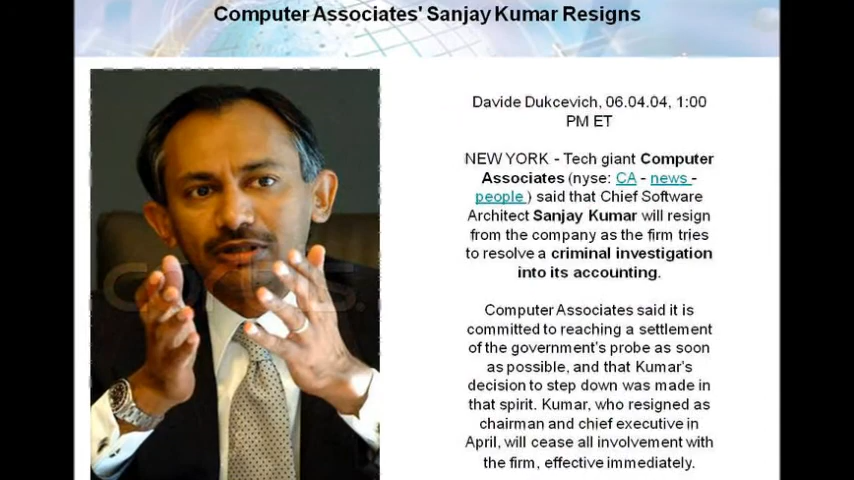 Computer Associates' Sanjay Kumar Resigns
Davide Dukcevich, 06.04.04, 1:00
PM ET
NEW YORK - Tech giant Computer
Associates (nyse: CA - news -
people ) said that Chief Software
Architect Sanjay Kumar will resign
from the company as the firm tries
to resolve a criminal investigation
into its accounting.
Computer Associates said it is
committed to reaching a settlement
of the government's probe as soon
as possible, and that Kumar's
decision to step down was made in
that spirit. Kumar, who resigned as
chairman and chief executive in
April, will cease all involvement with
the firm, effective immediately.
corbis.